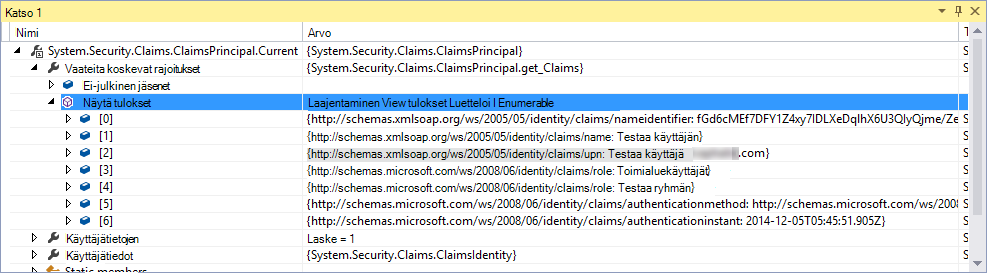 Katso 1
Nimi Arvo T
System.Security.Claims.ClaimsPrincipal.Current {System.Security.Claims.ClaimsPrincipal} S
Vaateita koskevat rajoitukset {System.Security.Claims.ClaimsPrincipal.get_Claims} S
Ei-julkinen jäsenet
Näytä tulokset Laajentaminen View tulokset Luetteloi I Enumerable
[0] {http://schemas.xmlsoap.org/ws/2005/05/identity/claims/nameidentifier: fGd6cMEf7DFY1Z4xy7lDLXeDqIhX6U3QlyQjme/Ze S
[1] {http://schemas.xmlsoap.org/ws/2005/05/identity/claims/name: Testaa käyttäjän} S
[2] {http://schemas.xmlsoap.org/ws/2005/05/identity/claims/upn: Testaa käyttäjä .com} S
[3] {http://schemas.microsoft.com/ws/2008/06/identity/claims/role: Toimialuekäyttäjät} S
[4] {http://schemas.microsoft.com/ws/2008/06/identity/claims/role: Testaa ryhmän} S
[5] {http://schemas.microsoft.com/ws/2008/06/identity/claims/authenticationmethod: http://schemas.microsoft.com/ws/2008 S
[6] {http://schemas.microsoft.com/ws/2008/06/identity/claims/authenticationinstant: 2014-12-05T05:45:51.905Z} S
Käyttäjätietojen Laske = 1 S
Käyttäjätiedot {System.Security.Claims.ClaimsIdentity} S
Static members